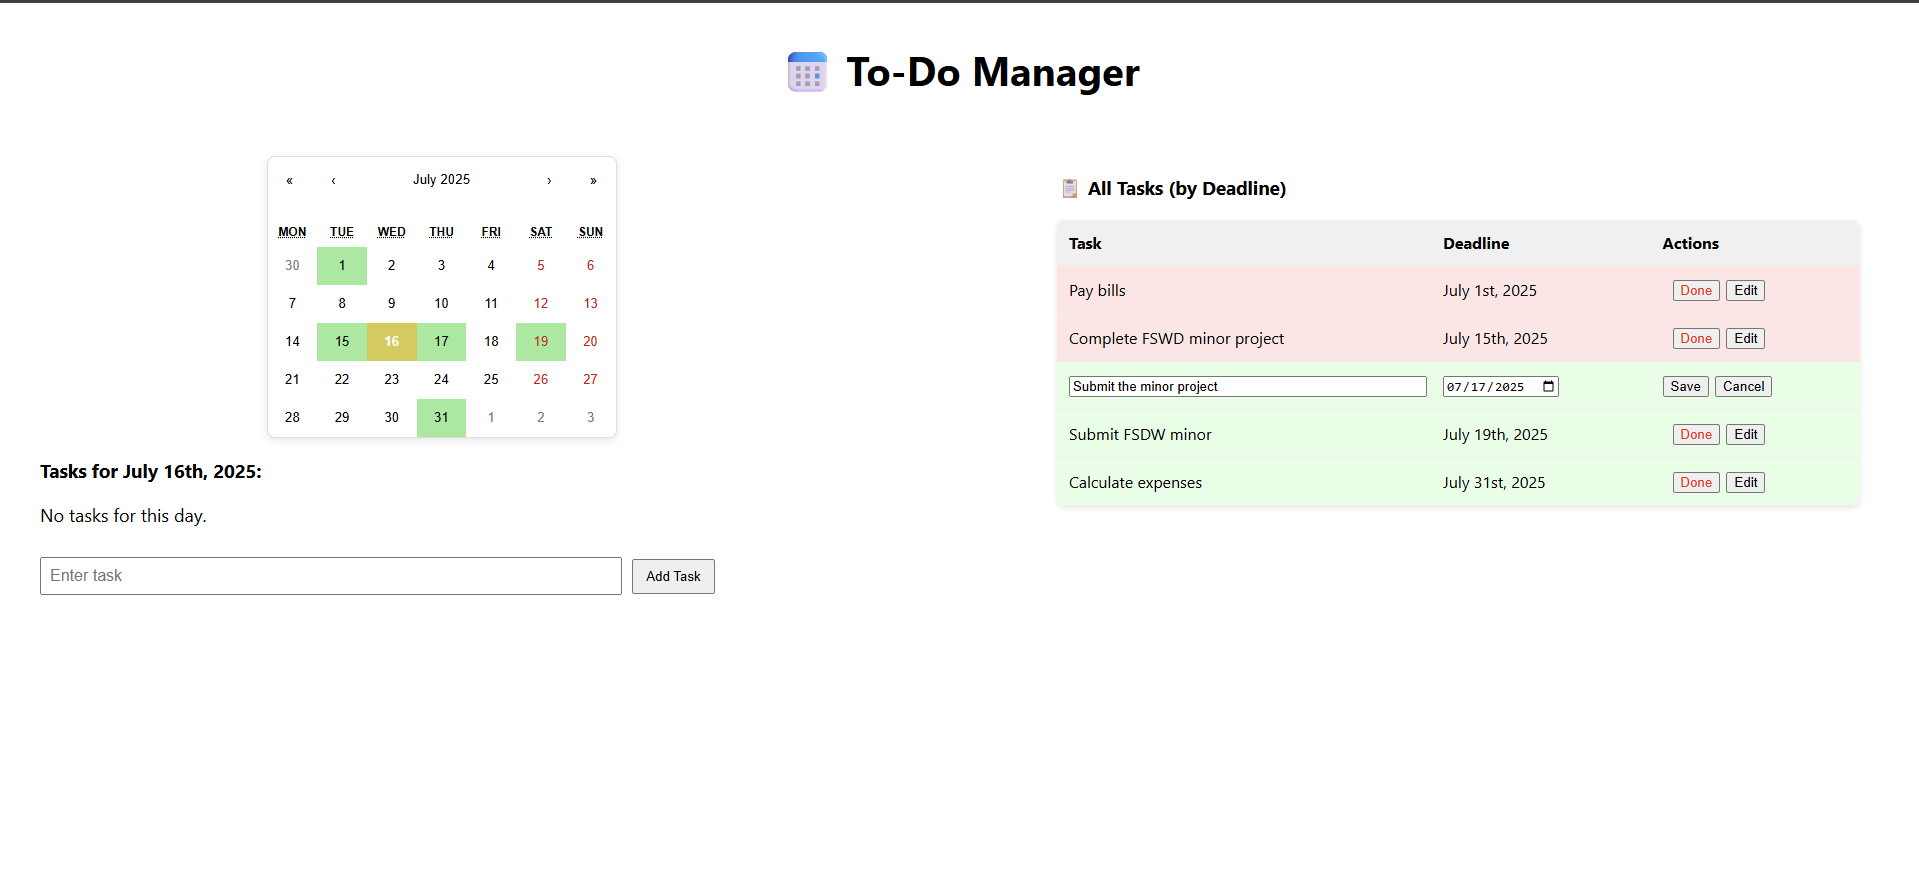 To-Do Manager
« ‹ July 2025 › »
MON TUE WED THU FRI SAT SUN
30 1 2 3 4 5 6
7 8 9 10 11 12 13
14 15 16 17 18 19 20
21 22 23 24 25 26 27
28 29 30 31 1 2 3
Tasks for July 16th, 2025:
No tasks for this day.
Enter task Add Task
All Tasks (by Deadline)
Task Deadline Actions
Pay bills July 1st, 2025 Done Edit
Complete FSWD minor project July 15th, 2025 Done Edit
Submit the minor project 07/17/2025 Save Cancel
Submit FSDW minor July 19th, 2025 Done Edit
Calculate expenses July 31st, 2025 Done Edit